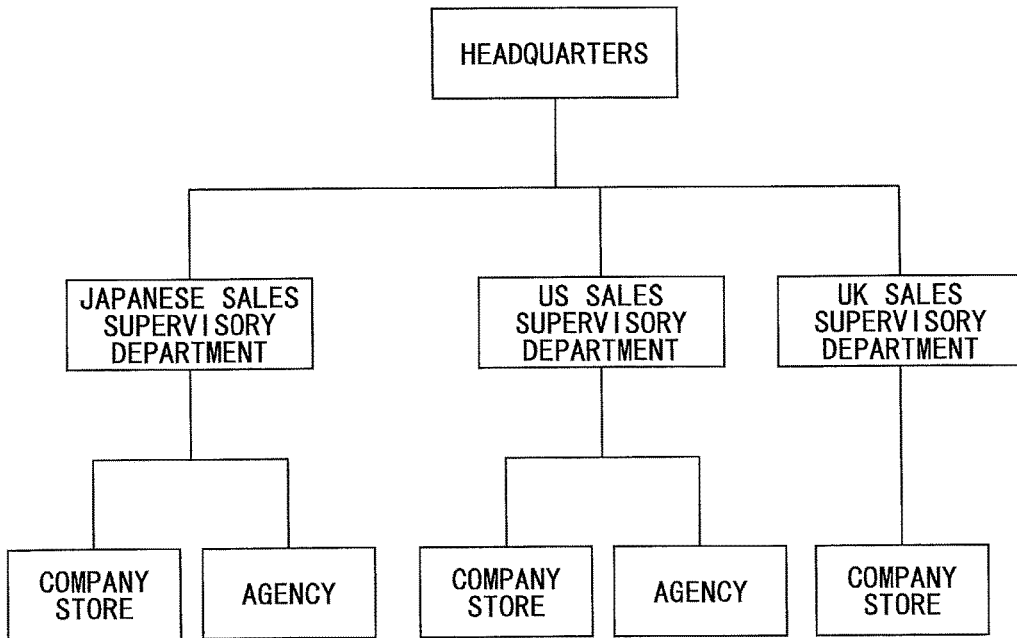 HEADQUARTERS
JAPANESE SALES
SUPERVISORY
DEPARTMENT
US SALES
SUPERVISORY
DEPARTMENT
UK SALES
SUPERVISORY
DEPARTMENT
COMPANY
STORE
AGENCY
COMPANY
STORE
AGENCY
COMPANY
STORE